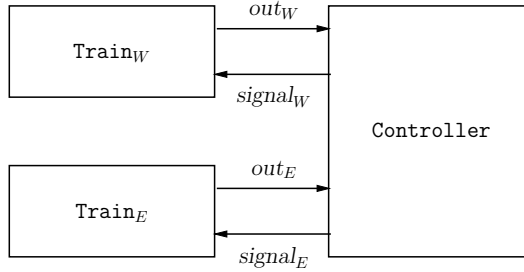 out_W
Train_W
signal_W
Controller
out_E
Train_E
signal_E